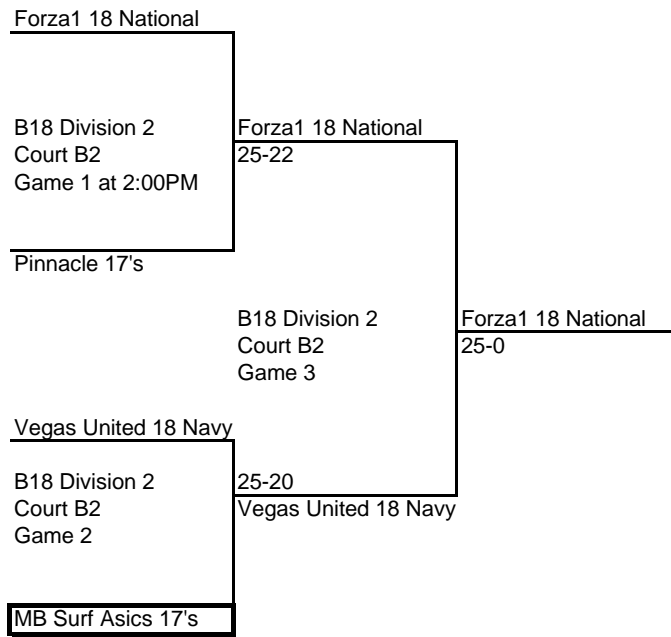 Forza1 18 National
B18 Division 2
Court B2
Game 1 at 2:00PM
Forza1 18 National
25-22
Pinnacle 17's
B18 Division 2
Court B2
Game 3
Forza1 18 National
25-0
Vegas United 18 Navy
B18 Division 2
Court B2
Game 2
25-20
Vegas United 18 Navy
MB Surf Asics 17's